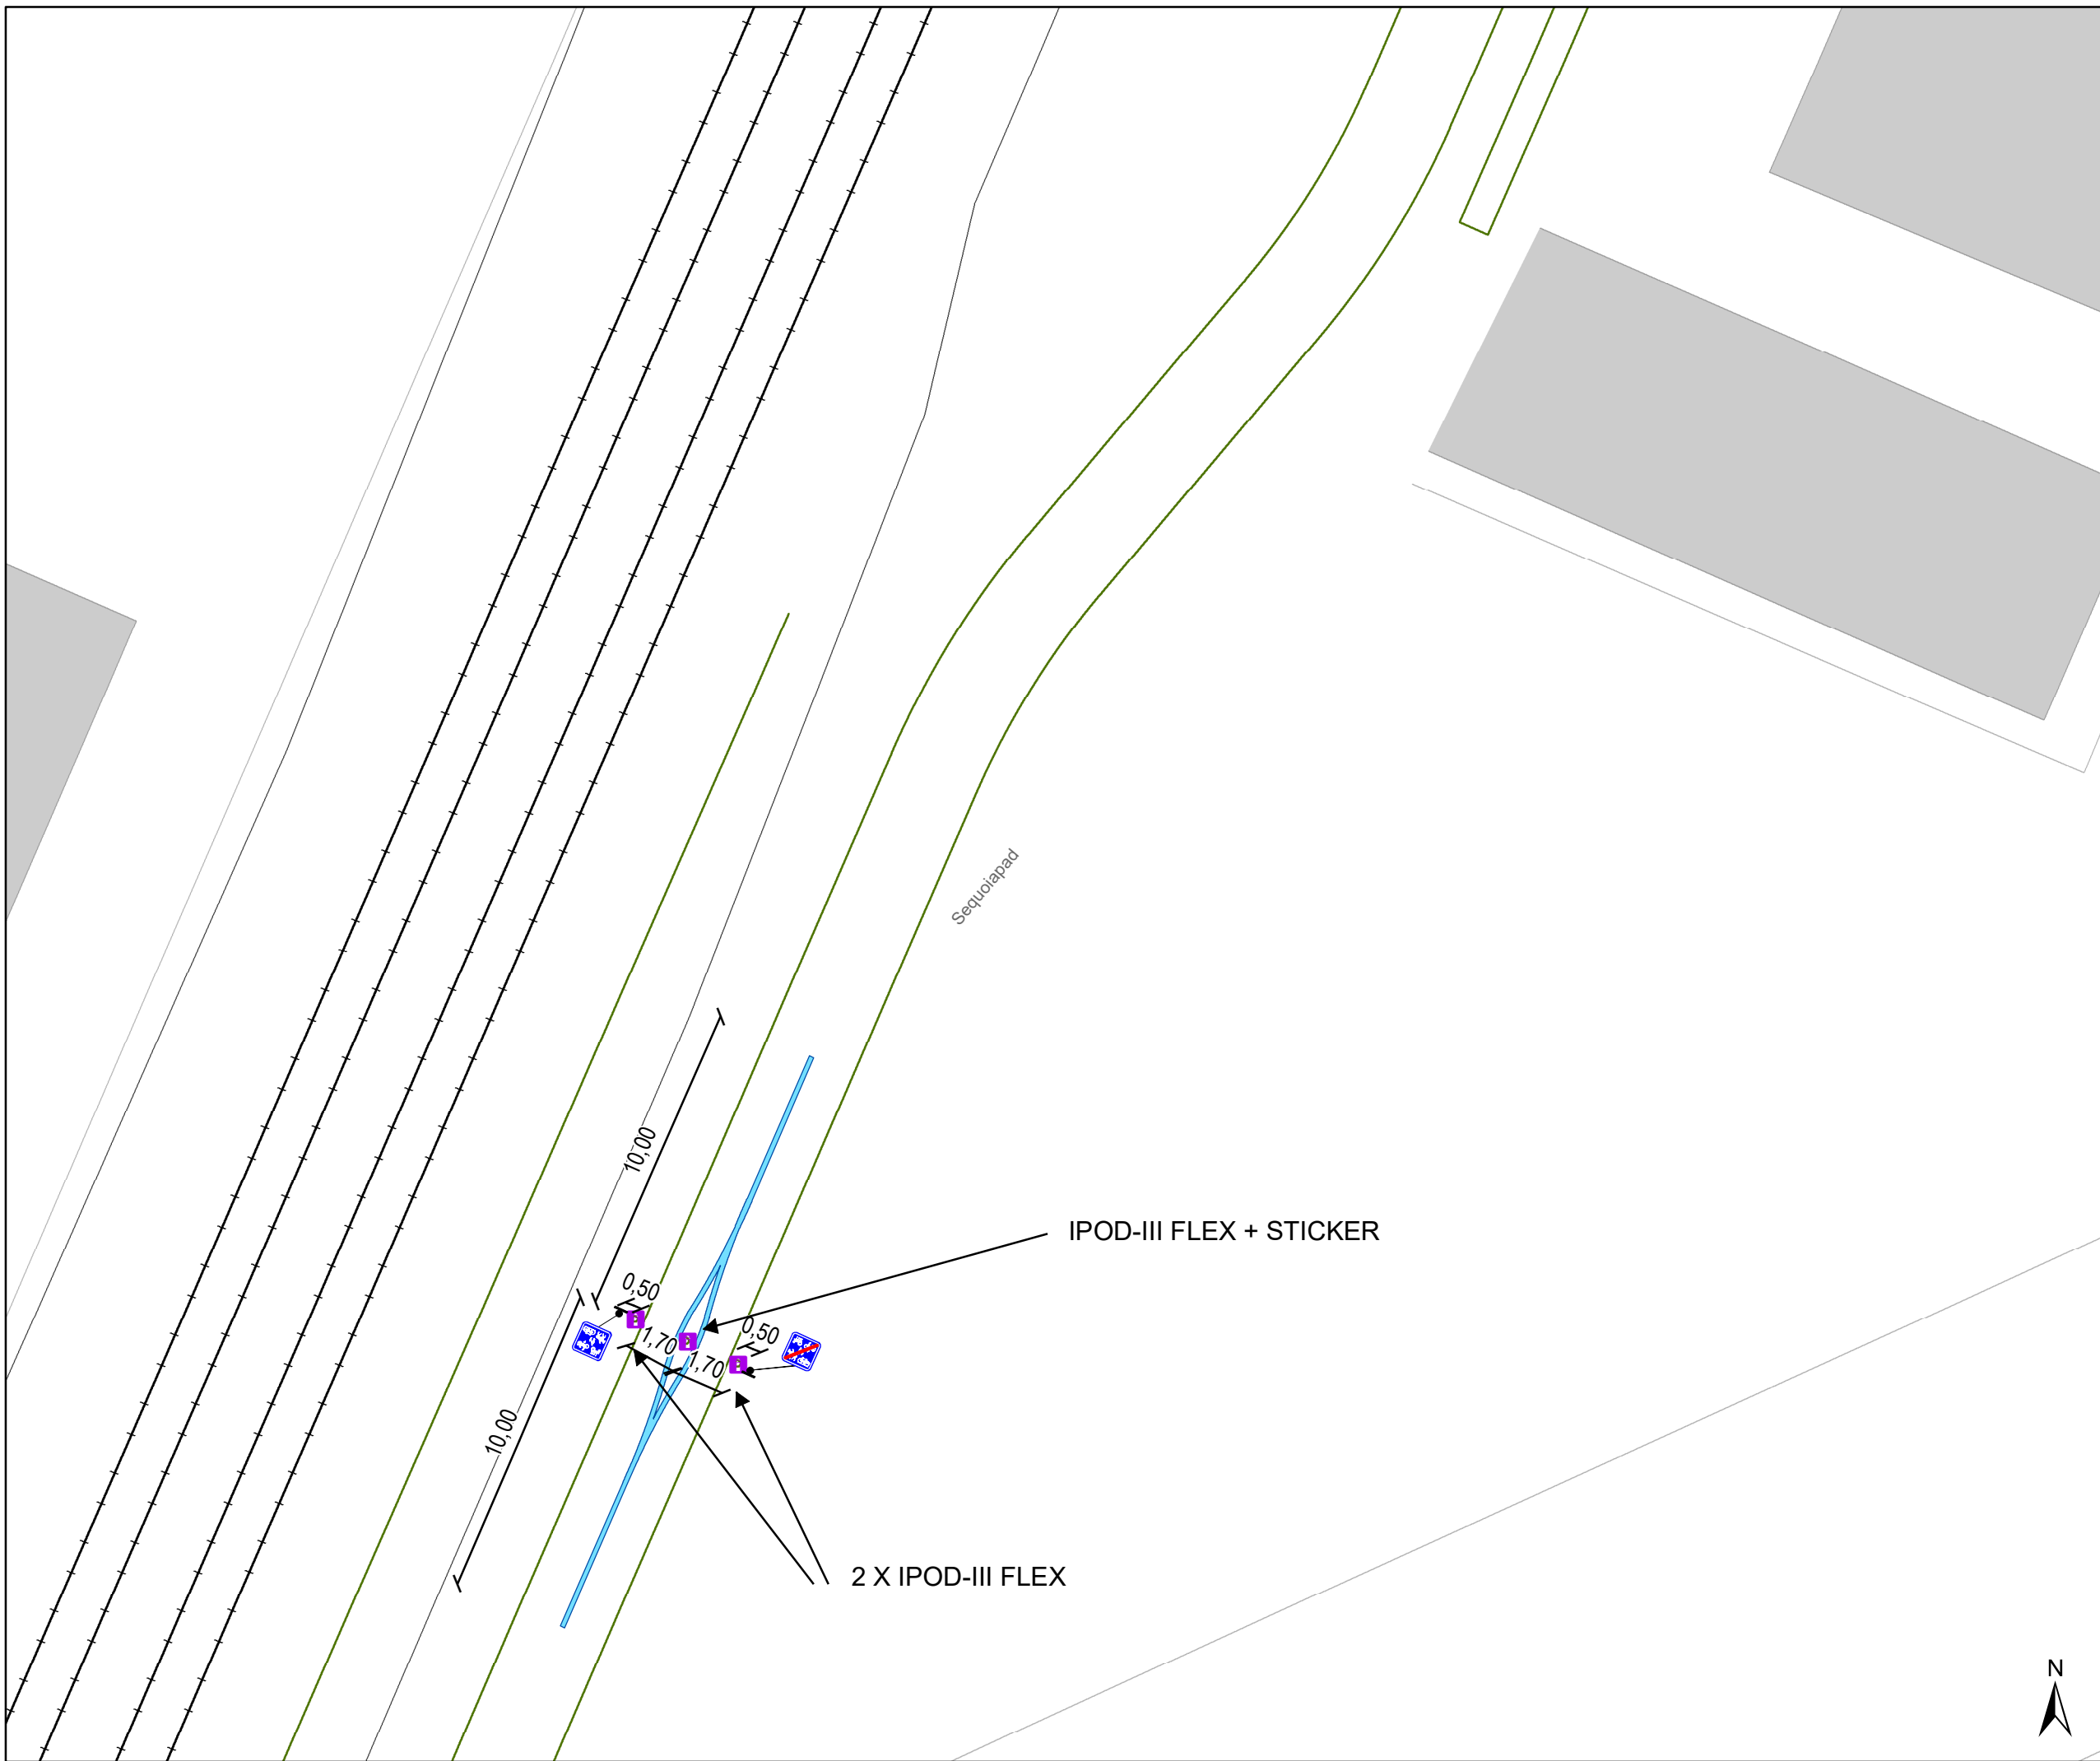 Sequoiapad
10,00
IPOD-III FLEX + STICKER
0,50
0,50
1,70
1,70
10,00
2 X IPOD-III FLEX
N